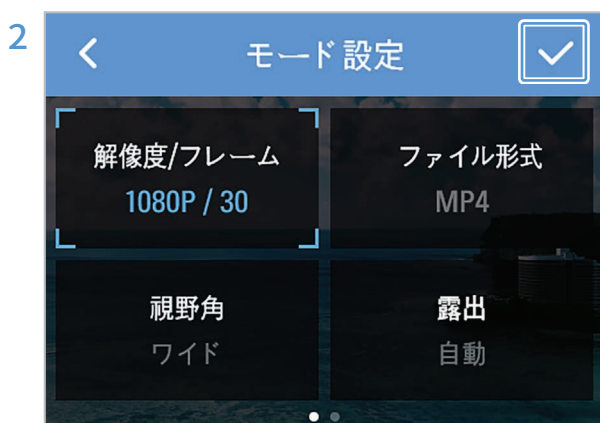 2
モード設定
解像度/フレーム
1080P / 30
ファイル形式
MP4
視野角
ワイド
露出
自動